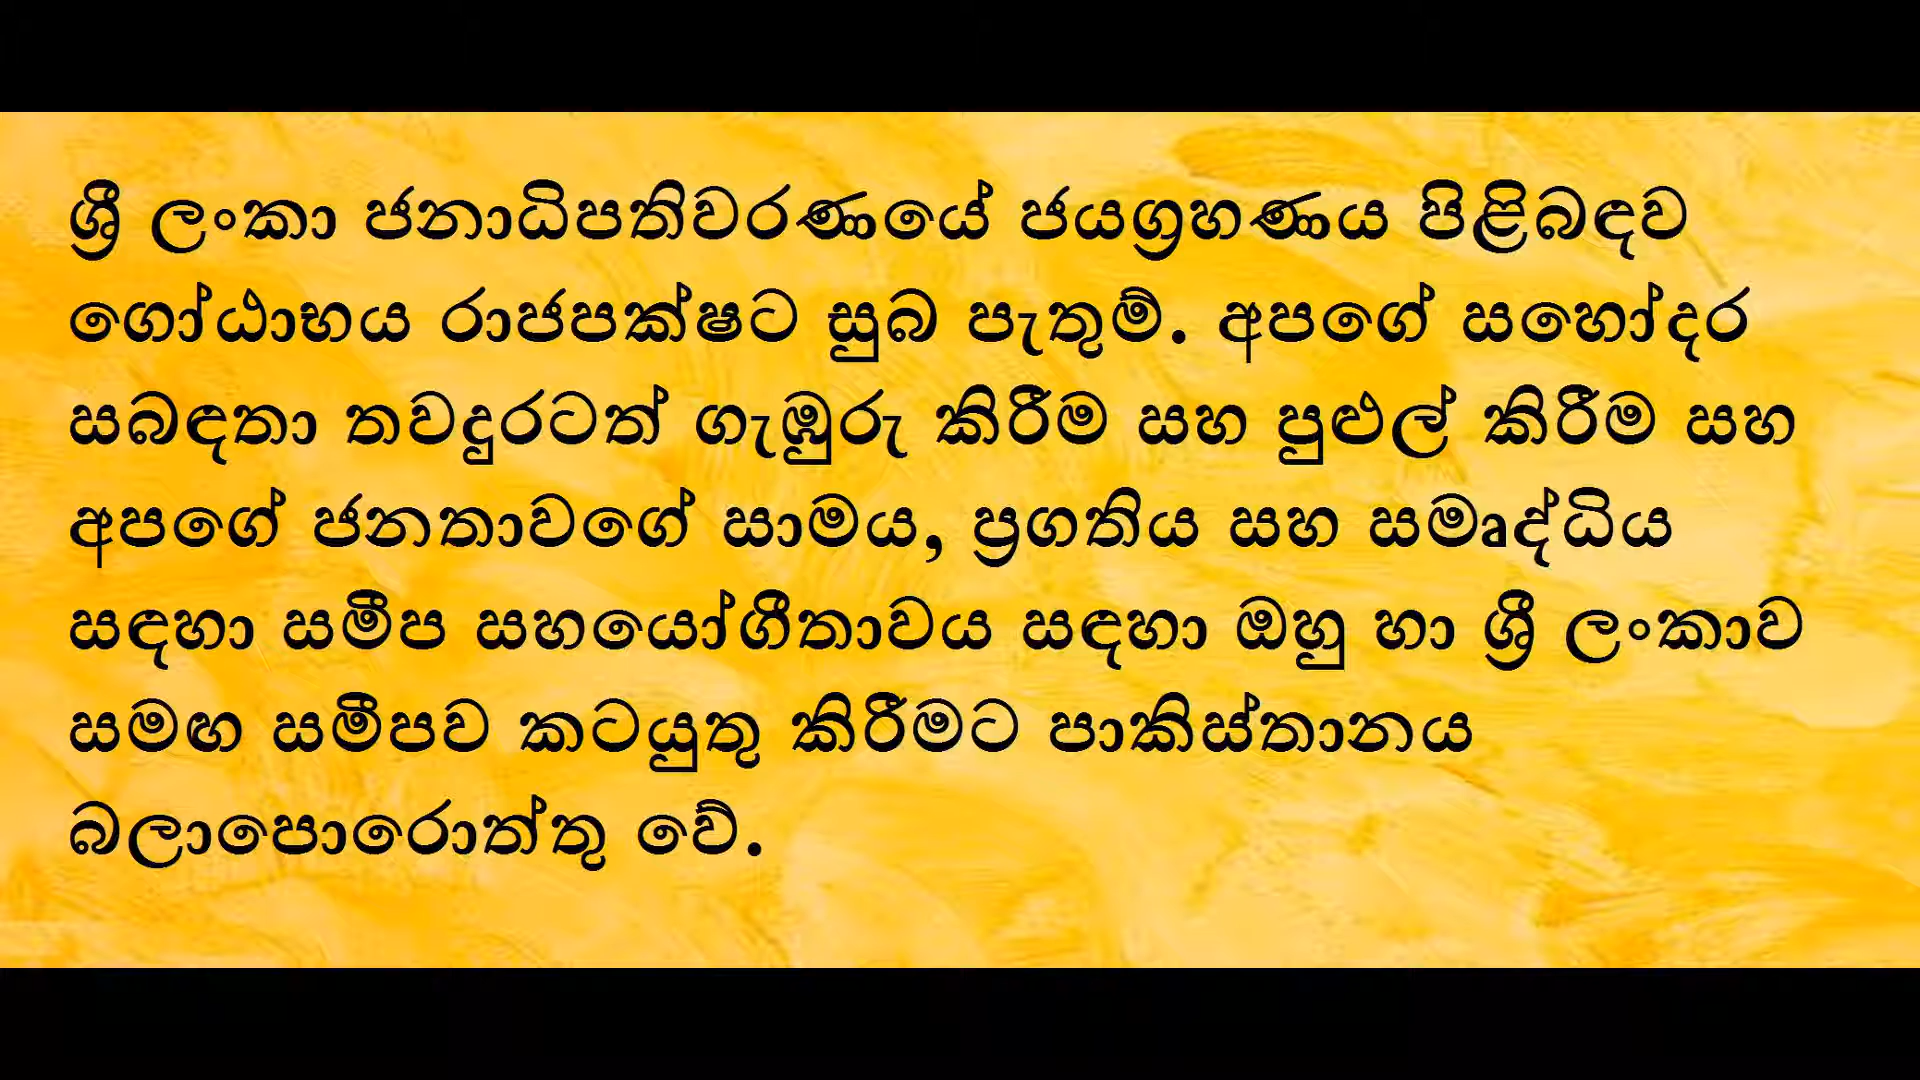 ශ්‍රී ලංකා ජනාධිපතිවරණයේ ජයග්‍රහණය පිළිබඳව
ගෝඨාභය රාජපක්ෂට සුබ පැතුම්. අපගේ සහෝදර
සබඳතා තවදුරටත් ගැඹුරු කිරීම සහ පුළුල් කිරීම සහ
අපගේ ජනතාවගේ සාමය, ප්‍රගතිය සහ සමෘද්ධිය
සඳහා සමීප සහයෝගීතාවය සඳහා ඔහු හා ශ්‍රී ලංකාව
සමඟ සමීපව කටයුතු කිරීමට පාකිස්තානය
බලාපොරොත්තු වේ.